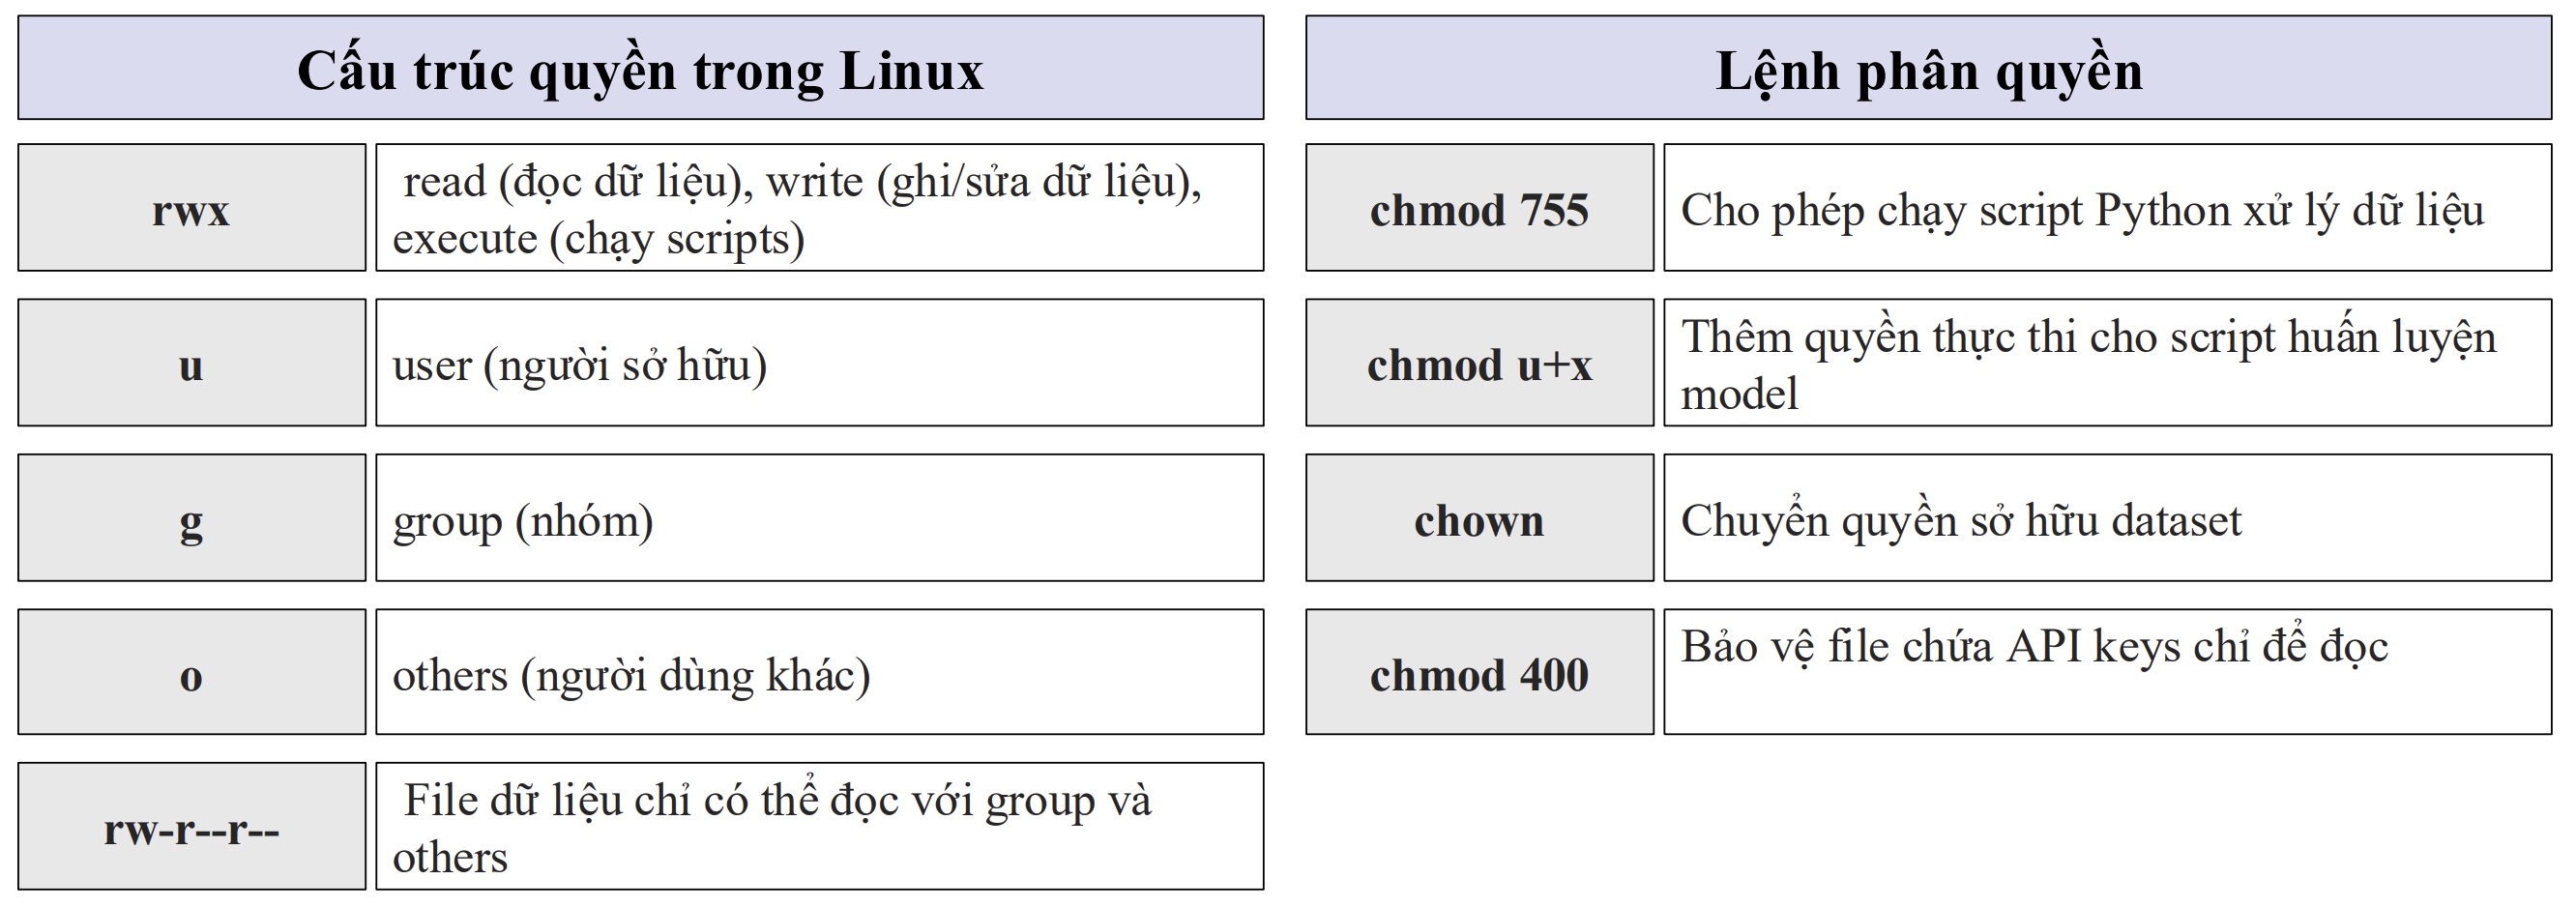 Cấu trúc quyền trong Linux
rwx
read (đọc dữ liệu), write (ghi/sửa dữ liệu),
execute (chạy scripts)
u
user (người sở hữu)
g
group (nhóm)
o
others (người dùng khác)
rw-r--r--
File dữ liệu chỉ có thể đọc với group và
others
Lệnh phân quyền
chmod 755
Cho phép chạy script Python xử lý dữ liệu
chmod u+x
Thêm quyền thực thi cho script huấn luyện
model
chown
Chuyển quyền sở hữu dataset
chmod 400
Bảo vệ file chứa API keys chỉ để đọc